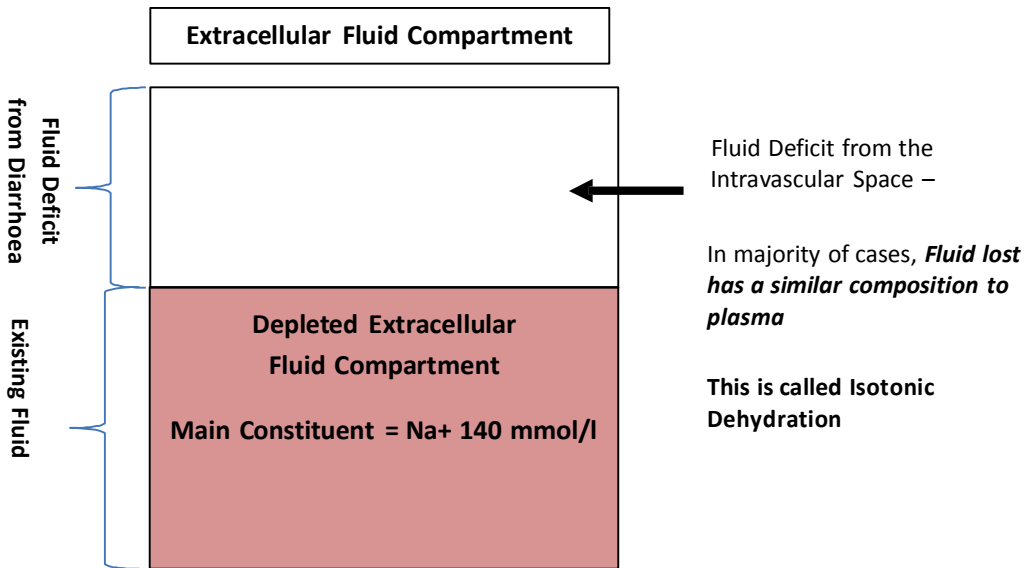 Extracellular Fluid Compartment
Fluid Deficit
from Diarrhoea
Fluid Deficit from the
Intravascular Space –
In majority of cases, Fluid lost
has a similar composition to
plasma
This is called Isotonic
Dehydration
Existing Fluid
Depleted Extracellular
Fluid Compartment
Main Constituent = Na+ 140 mmol/l